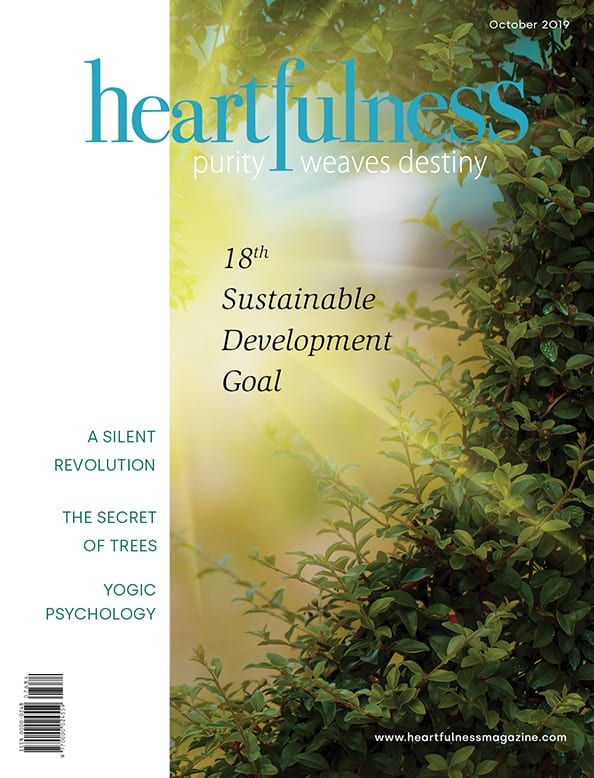 October 2019
heartfulness
purity weaves destiny
18th
Sustainable
Development
Goal
A SILENT
REVOLUTION
THE SECRET
OF TREES
YOGIC
PSYCHOLOGY
www.heartfulnessmagazine.com